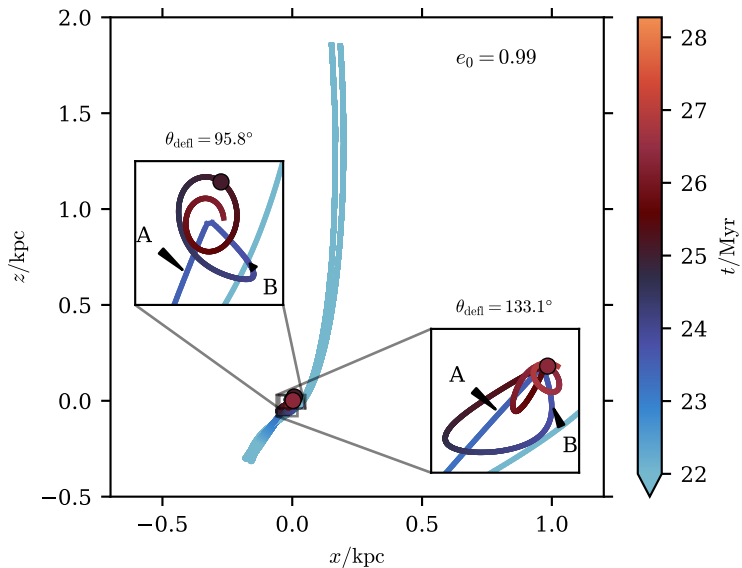 e₀ = 0.99
θ_defl = 95.8°
A
B
θ_defl = 133.1°
A
B
2.0
1.5
1.0
0.5
0.0
−0.5
z/kpc
−0.5
0.0
0.5
1.0
x/kpc
28
27
26
25
24
23
22
t/Myr